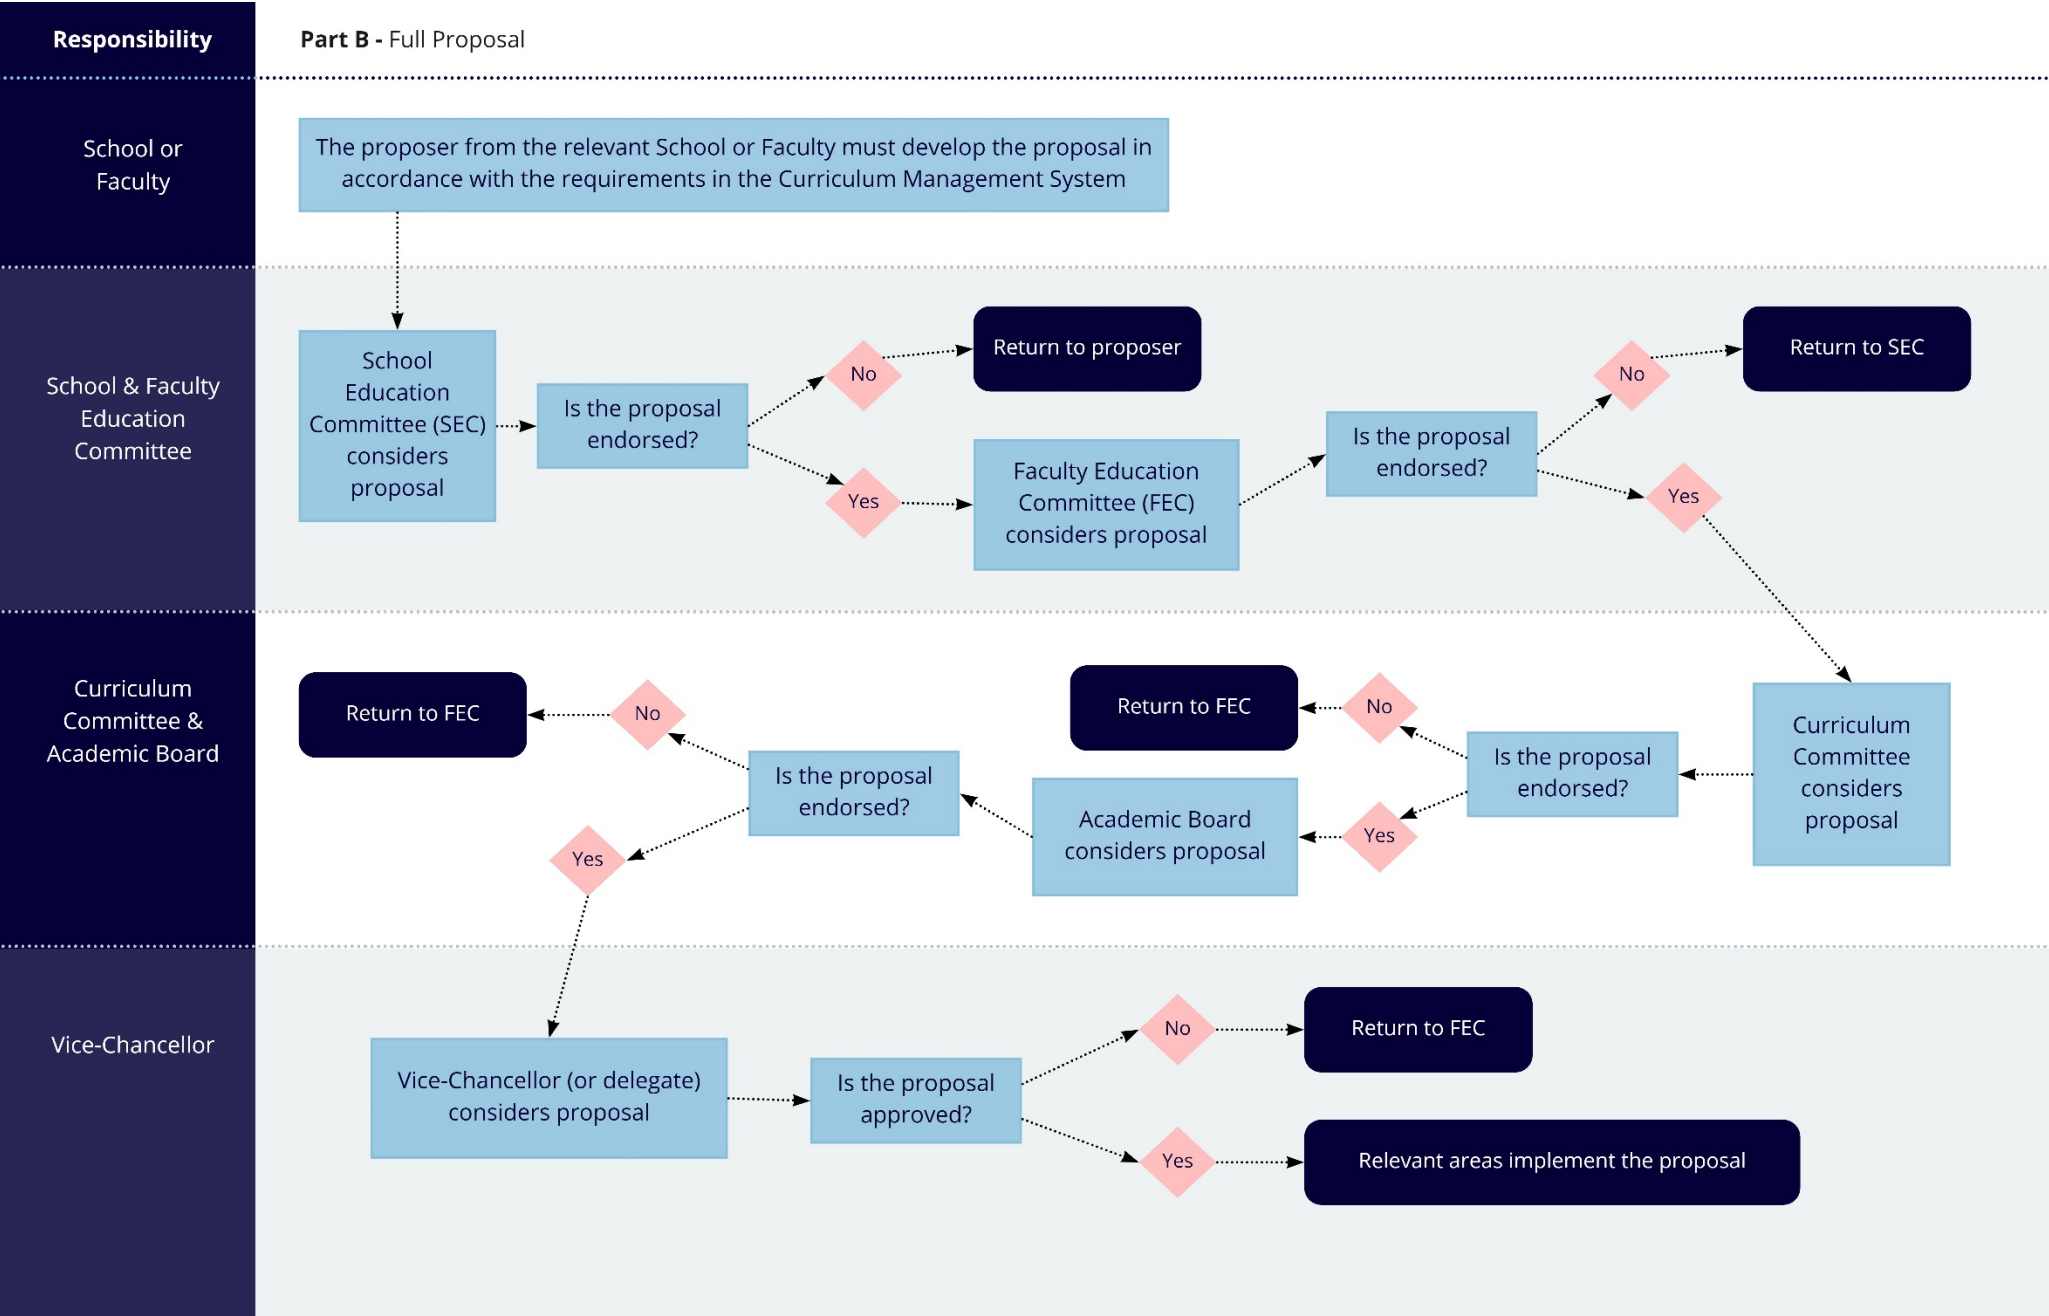 Responsibility
Part B - Full Proposal
School or
Faculty
The proposer from the relevant School or Faculty must develop the proposal in
accordance with the requirements in the Curriculum Management System
School & Faculty
Education
Committee
School
Education
Committee (SEC)
considers
proposal
Is the proposal
endorsed?
No
Return to proposer
Yes
Faculty Education
Committee (FEC)
considers proposal
Is the proposal
endorsed?
No
Return to SEC
Yes
Curriculum
Committee &
Academic Board
Curriculum
Committee
considers
proposal
Is the proposal
endorsed?
No
Return to FEC
Yes
Academic Board
considers proposal
Is the proposal
endorsed?
No
Return to FEC
Yes
Vice-Chancellor
Vice-Chancellor (or delegate)
considers proposal
Is the proposal
approved?
No
Return to FEC
Yes
Relevant areas implement the proposal